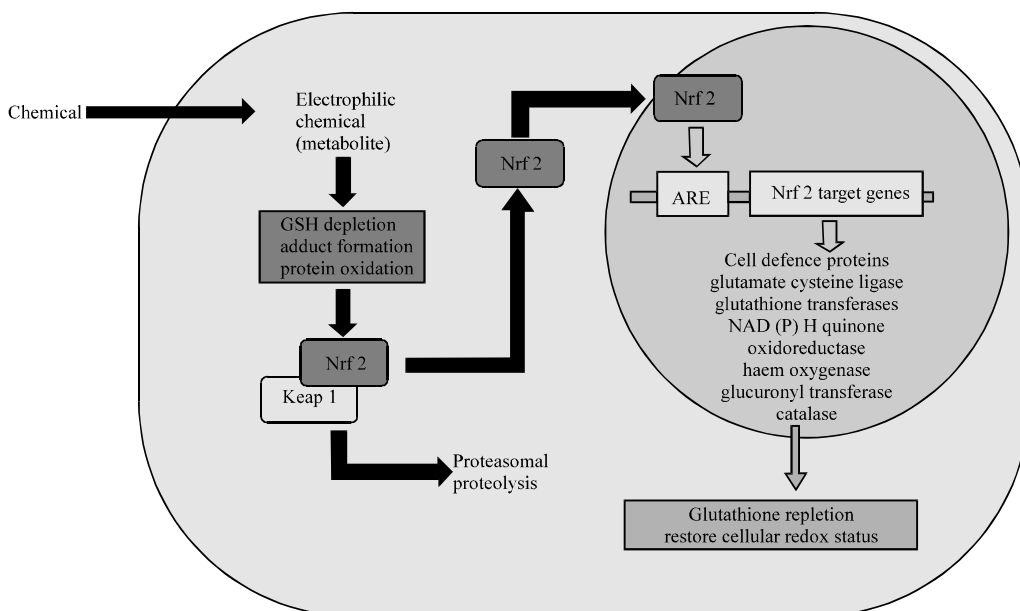 Chemical
Electrophilic
chemical
(metabolite)
GSH depletion
adduct formation
protein oxidation
Nrf 2
Keap 1
Proteasomal
proteolysis
Nrf 2
Nrf 2
ARE
Nrf 2 target genes
Cell defence proteins
glutamate cysteine ligase
glutathione transferases
NAD (P) H quinone
oxidoreductase
haem oxygenase
glucuronyl transferase
catalase
Glutathione repletion
restore cellular redox status